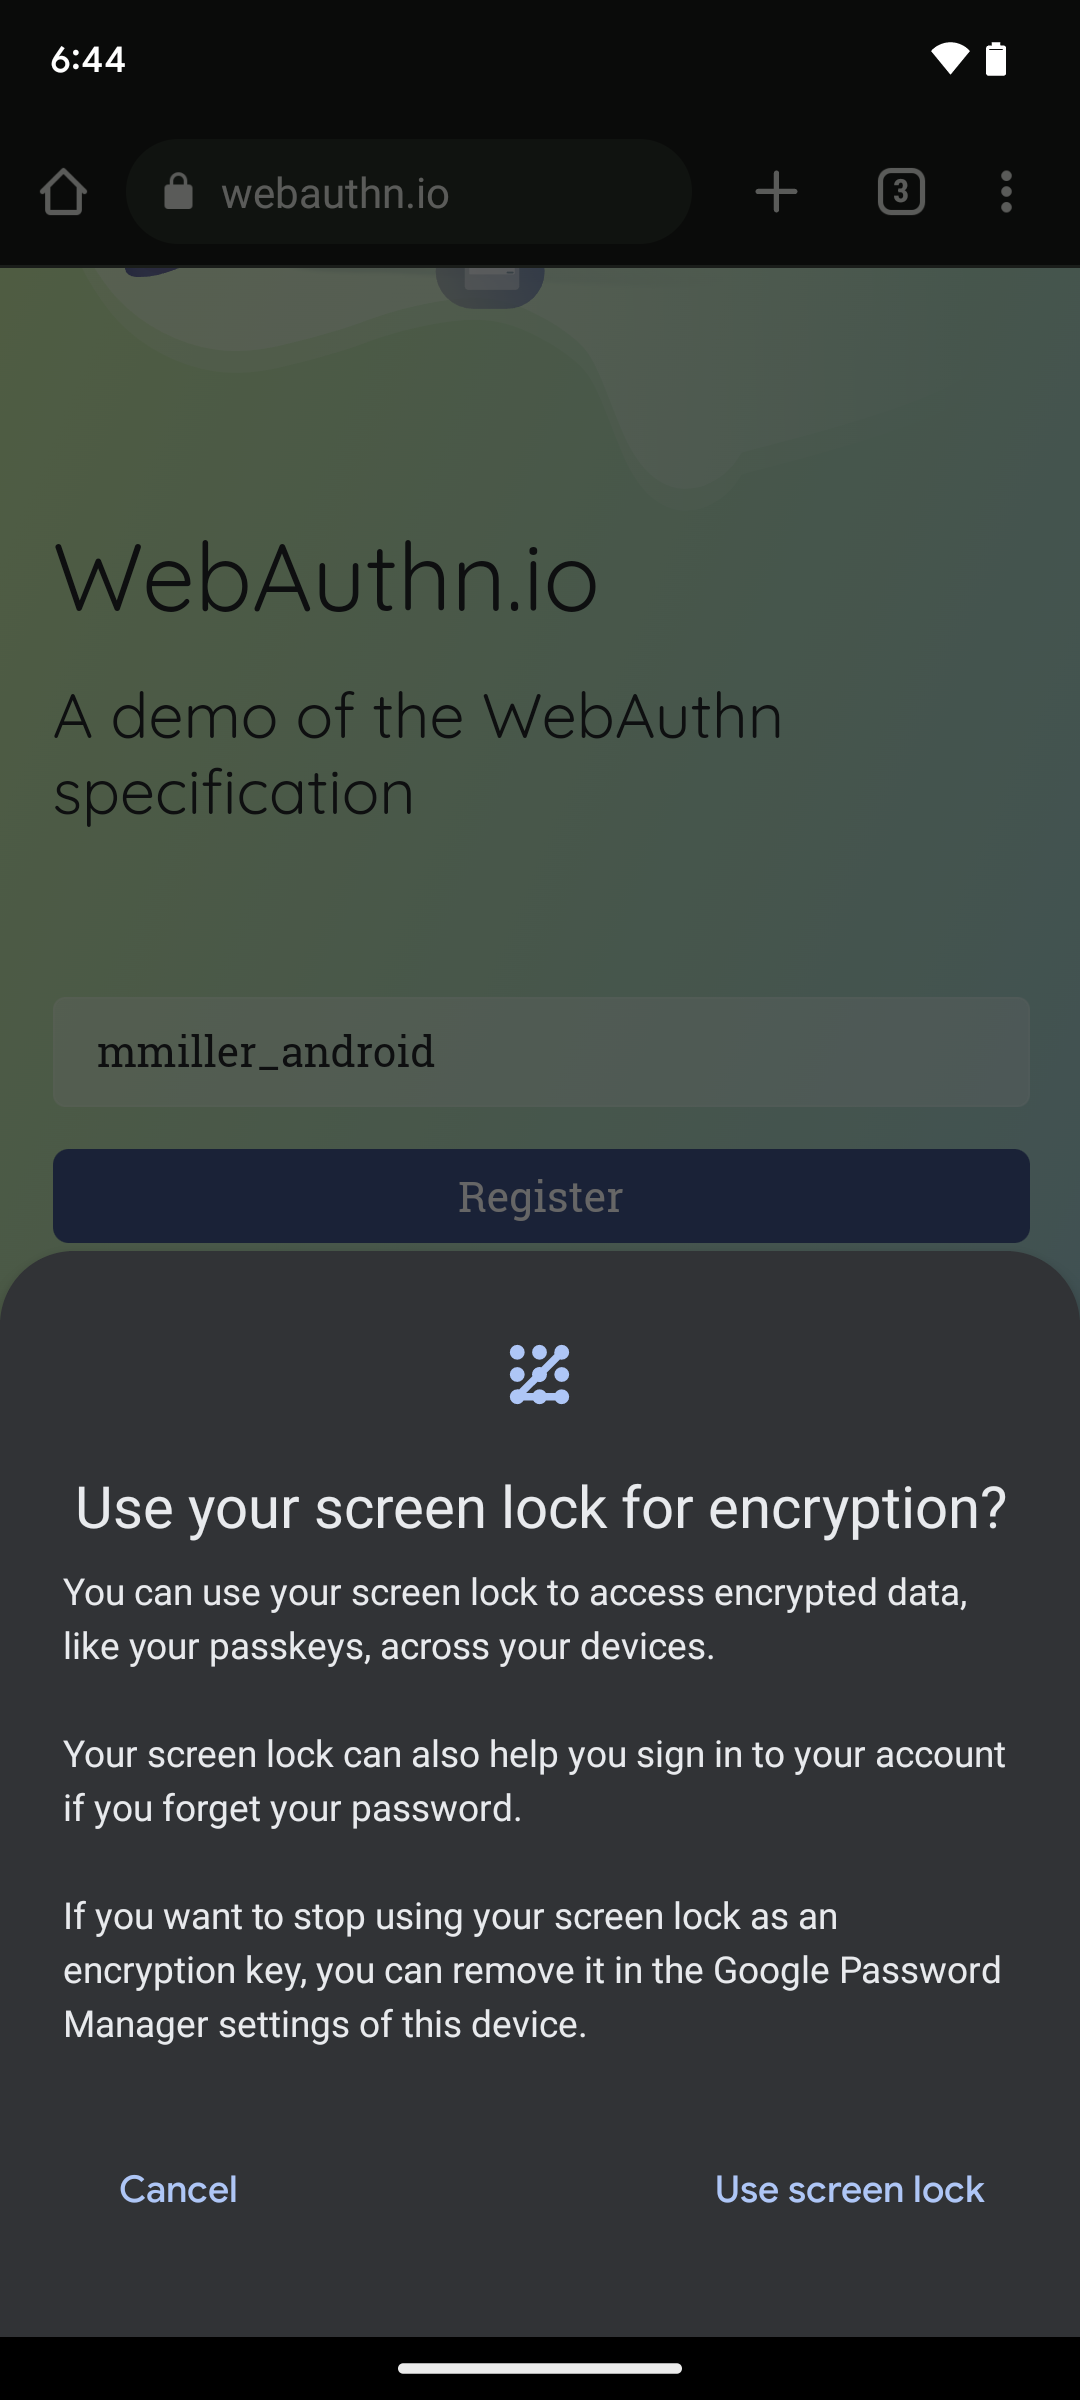 6:44
webauthn.io
3
WebAuthn.io
A demo of the WebAuthn
specification
mmiller_android
Register
Use your screen lock for encryption?
You can use your screen lock to access encrypted data,
like your passkeys, across your devices.
Your screen lock can also help you sign in to your account
if you forget your password.
If you want to stop using your screen lock as an
encryption key, you can remove it in the Google Password
Manager settings of this device.
Cancel
Use screen lock